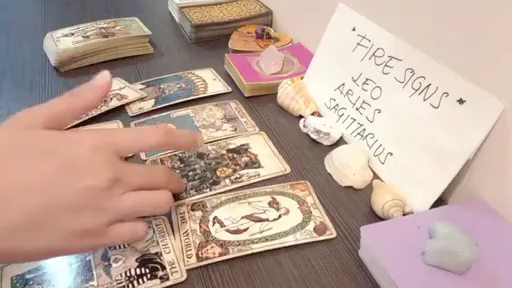 * FIRE SIGNS *
LEO
ARIES
SAGITTARIUS
THE WORLD